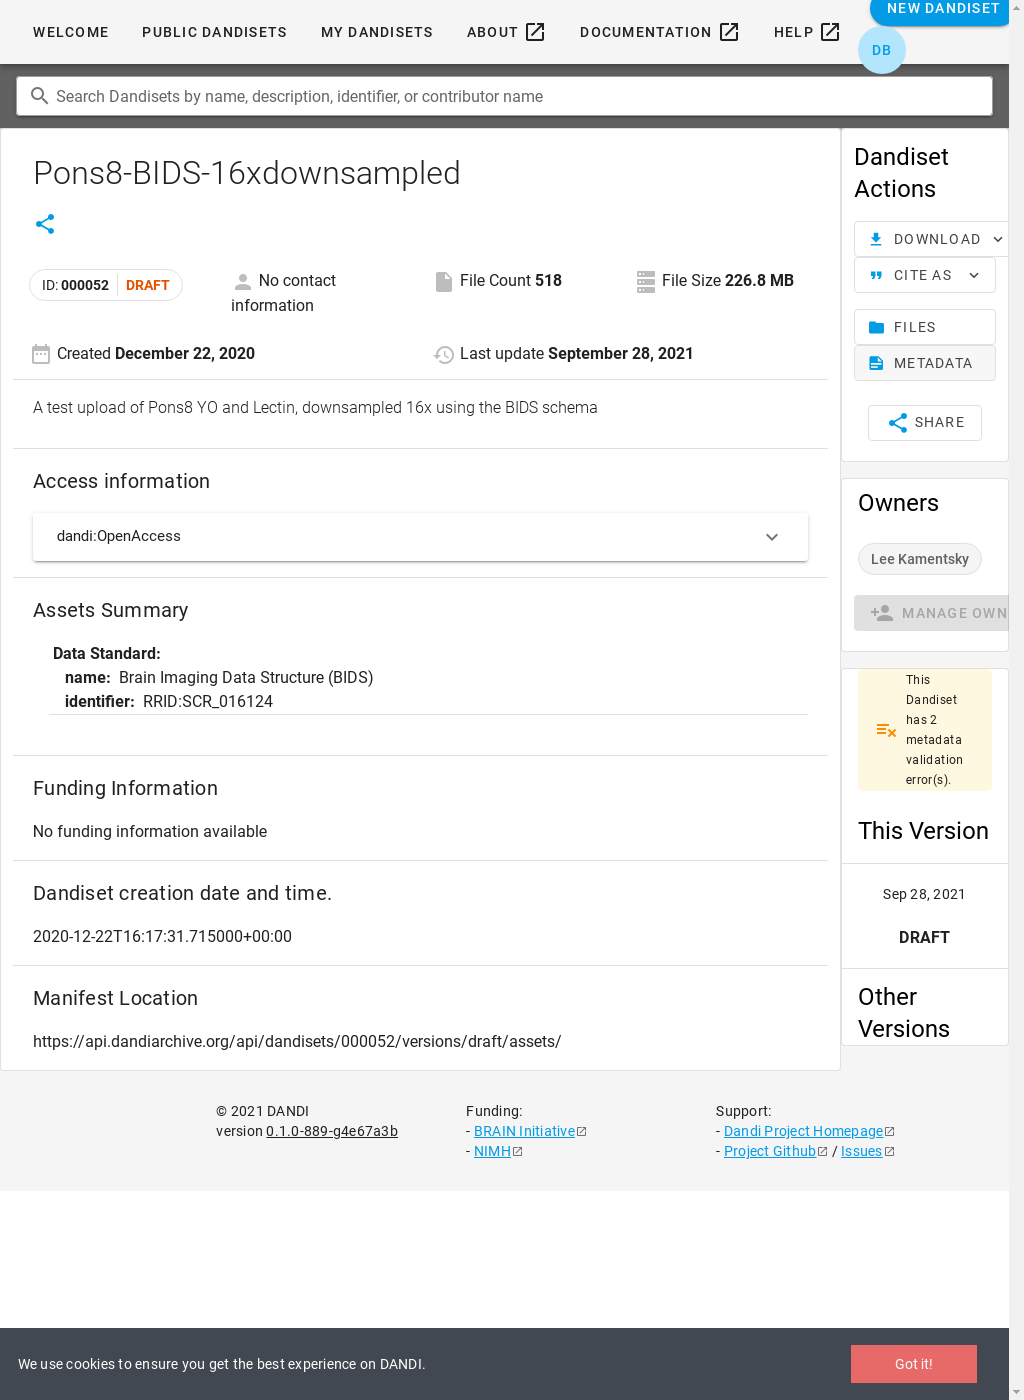 NEW DANDISET
WELCOME PUBLIC DANDISETS MY DANDISETS ABOUT DOCUMENTATION HELP
DB
Search Dandisets by name, description, identifier, or contributor name
Pons8-BIDS-16xdownsampled
ID: 000052 DRAFT
No contact information
File Count 518
File Size 226.8 MB
Created December 22, 2020
Last update September 28, 2021
A test upload of Pons8 YO and Lectin, downsampled 16x using the BIDS schema
Access information
dandi:OpenAccess
Assets Summary
Data Standard:
name: Brain Imaging Data Structure (BIDS)
identifier: RRID:SCR_016124
Funding Information
No funding information available
Dandiset creation date and time.
2020-12-22T16:17:31.715000+00:00
Manifest Location
https://api.dandiarchive.org/api/dandisets/000052/versions/draft/assets/
Dandiset
Actions
DOWNLOAD
CITE AS
FILES
METADATA
SHARE
Owners
Lee Kamentsky
MANAGE OWN
This
Dandiset
has 2
metadata
validation
error(s).
This Version
Sep 28, 2021
DRAFT
Other
Versions
© 2021 DANDI
version 0.1.0-889-g4e67a3b
Funding:
- BRAIN Initiative
- NIMH
Support:
- Dandi Project Homepage
- Project Github / Issues
We use cookies to ensure you get the best experience on DANDI.
Got it!